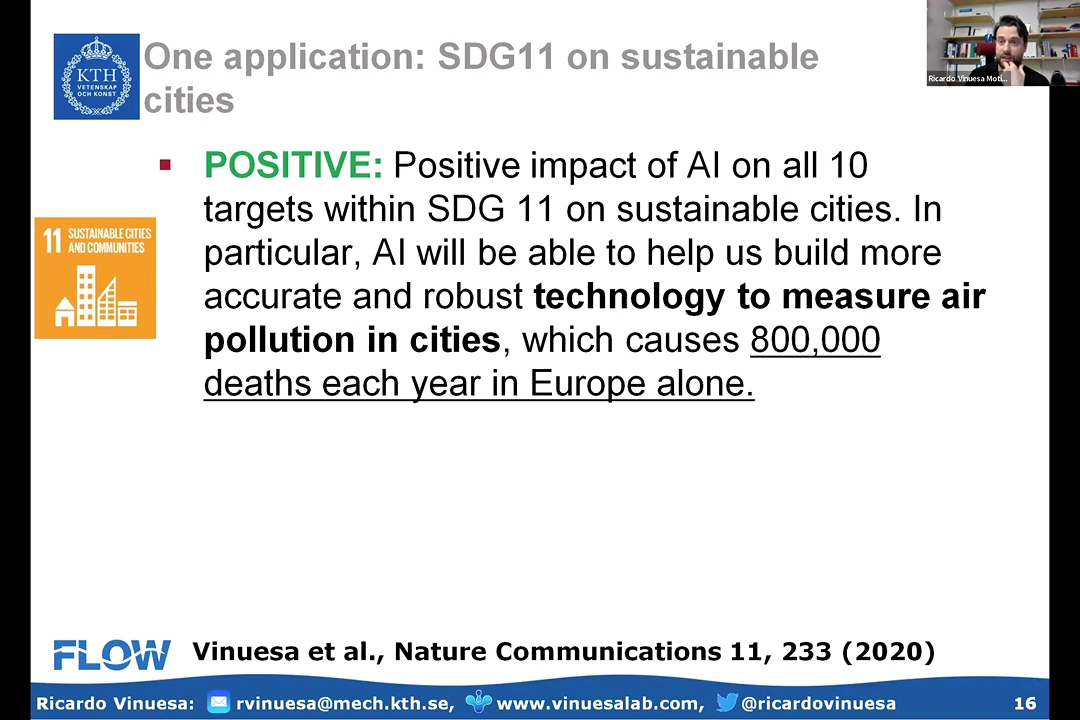 One application: SDG11 on sustainable
cities
KTH
VETENSKAP
OCH KONST
Ricardo Vinuesa Moti...
▪ POSITIVE: Positive impact of AI on all 10
targets within SDG 11 on sustainable cities. In
particular, AI will be able to help us build more
accurate and robust technology to measure air
pollution in cities, which causes 800,000
deaths each year in Europe alone.
11 SUSTAINABLE CITIES
AND COMMUNITIES
FLOW
Vinuesa et al., Nature Communications 11, 233 (2020)
Ricardo Vinuesa: rvinuesa@mech.kth.se, www.vinuesalab.com, @ricardovinuesa 16